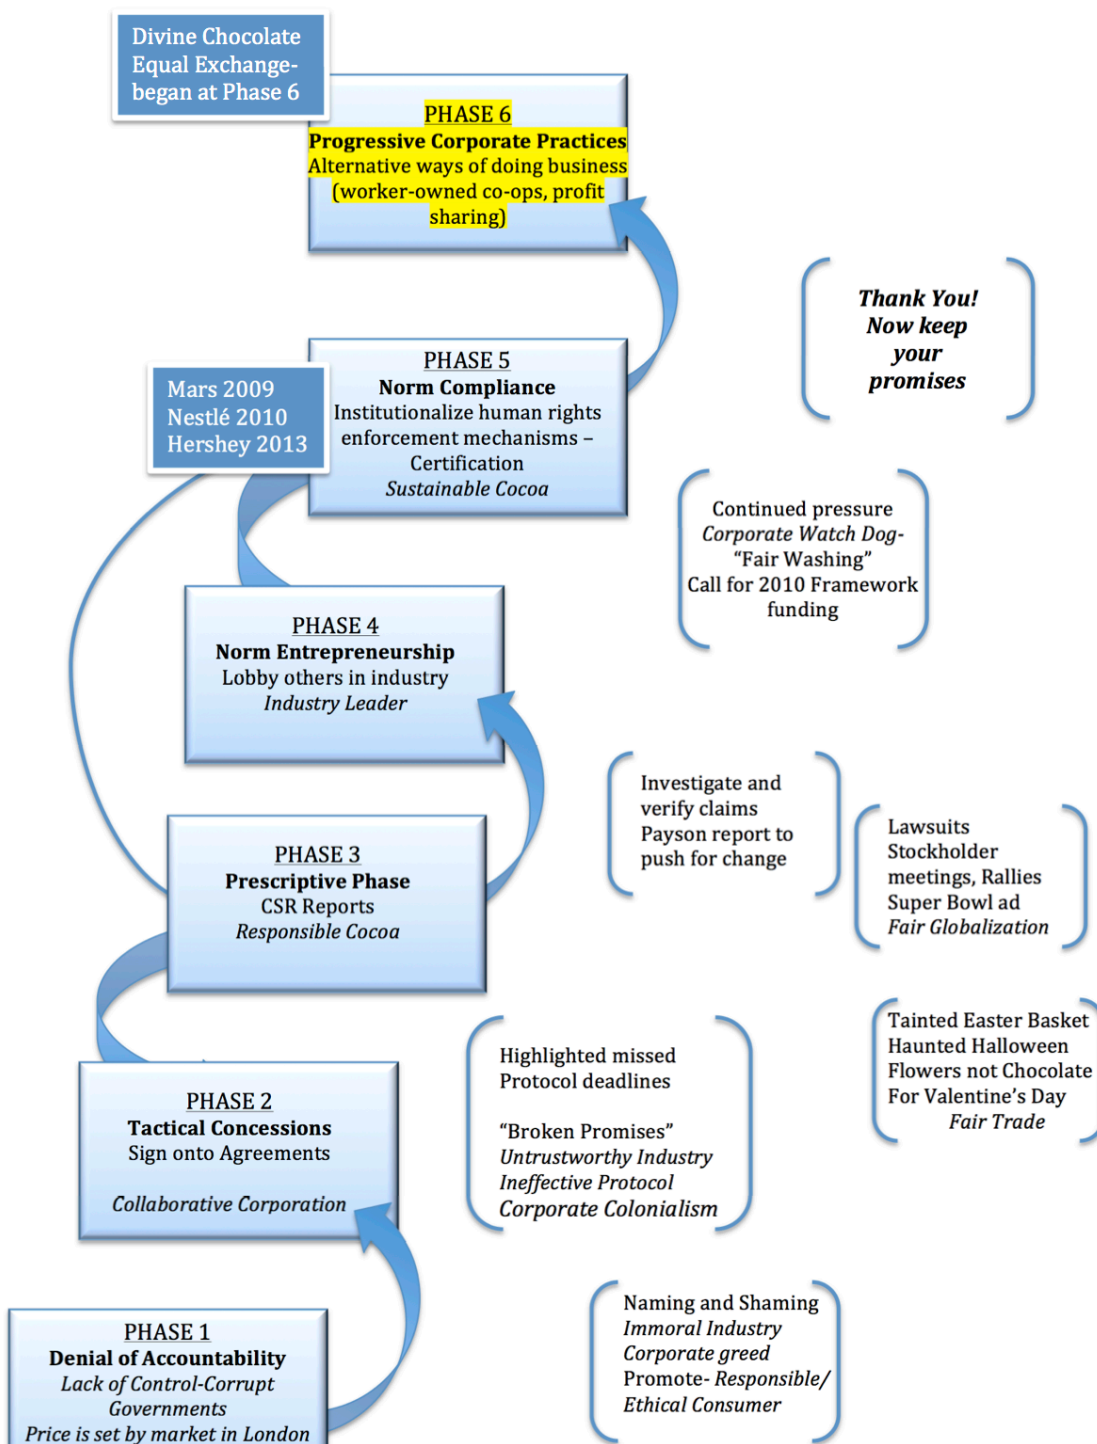 Divine Chocolate
Equal Exchange-
began at Phase 6
PHASE 6
Progressive Corporate Practices
Alternative ways of doing business
(worker-owned co-ops, profit
sharing)
Thank You!
Now keep
your
promises
PHASE 5
Norm Compliance
Institutionalize human rights
enforcement mechanisms –
Certification
Sustainable Cocoa
Mars 2009
Nestlé 2010
Hershey 2013
Continued pressure
Corporate Watch Dog-
“Fair Washing”
Call for 2010 Framework
funding
PHASE 4
Norm Entrepreneurship
Lobby others in industry
Industry Leader
Investigate and
verify claims
Payson report to
push for change
Lawsuits
Stockholder
meetings, Rallies
Super Bowl ad
Fair Globalization
PHASE 3
Prescriptive Phase
CSR Reports
Responsible Cocoa
Tainted Easter Basket
Haunted Halloween
Flowers not Chocolate
For Valentine’s Day
Fair Trade
Highlighted missed
Protocol deadlines
“Broken Promises”
Untrustworthy Industry
Ineffective Protocol
Corporate Colonialism
PHASE 2
Tactical Concessions
Sign onto Agreements
Collaborative Corporation
Naming and Shaming
Immoral Industry
Corporate greed
Promote- Responsible/
Ethical Consumer
PHASE 1
Denial of Accountability
Lack of Control-Corrupt
Governments
Price is set by market in London